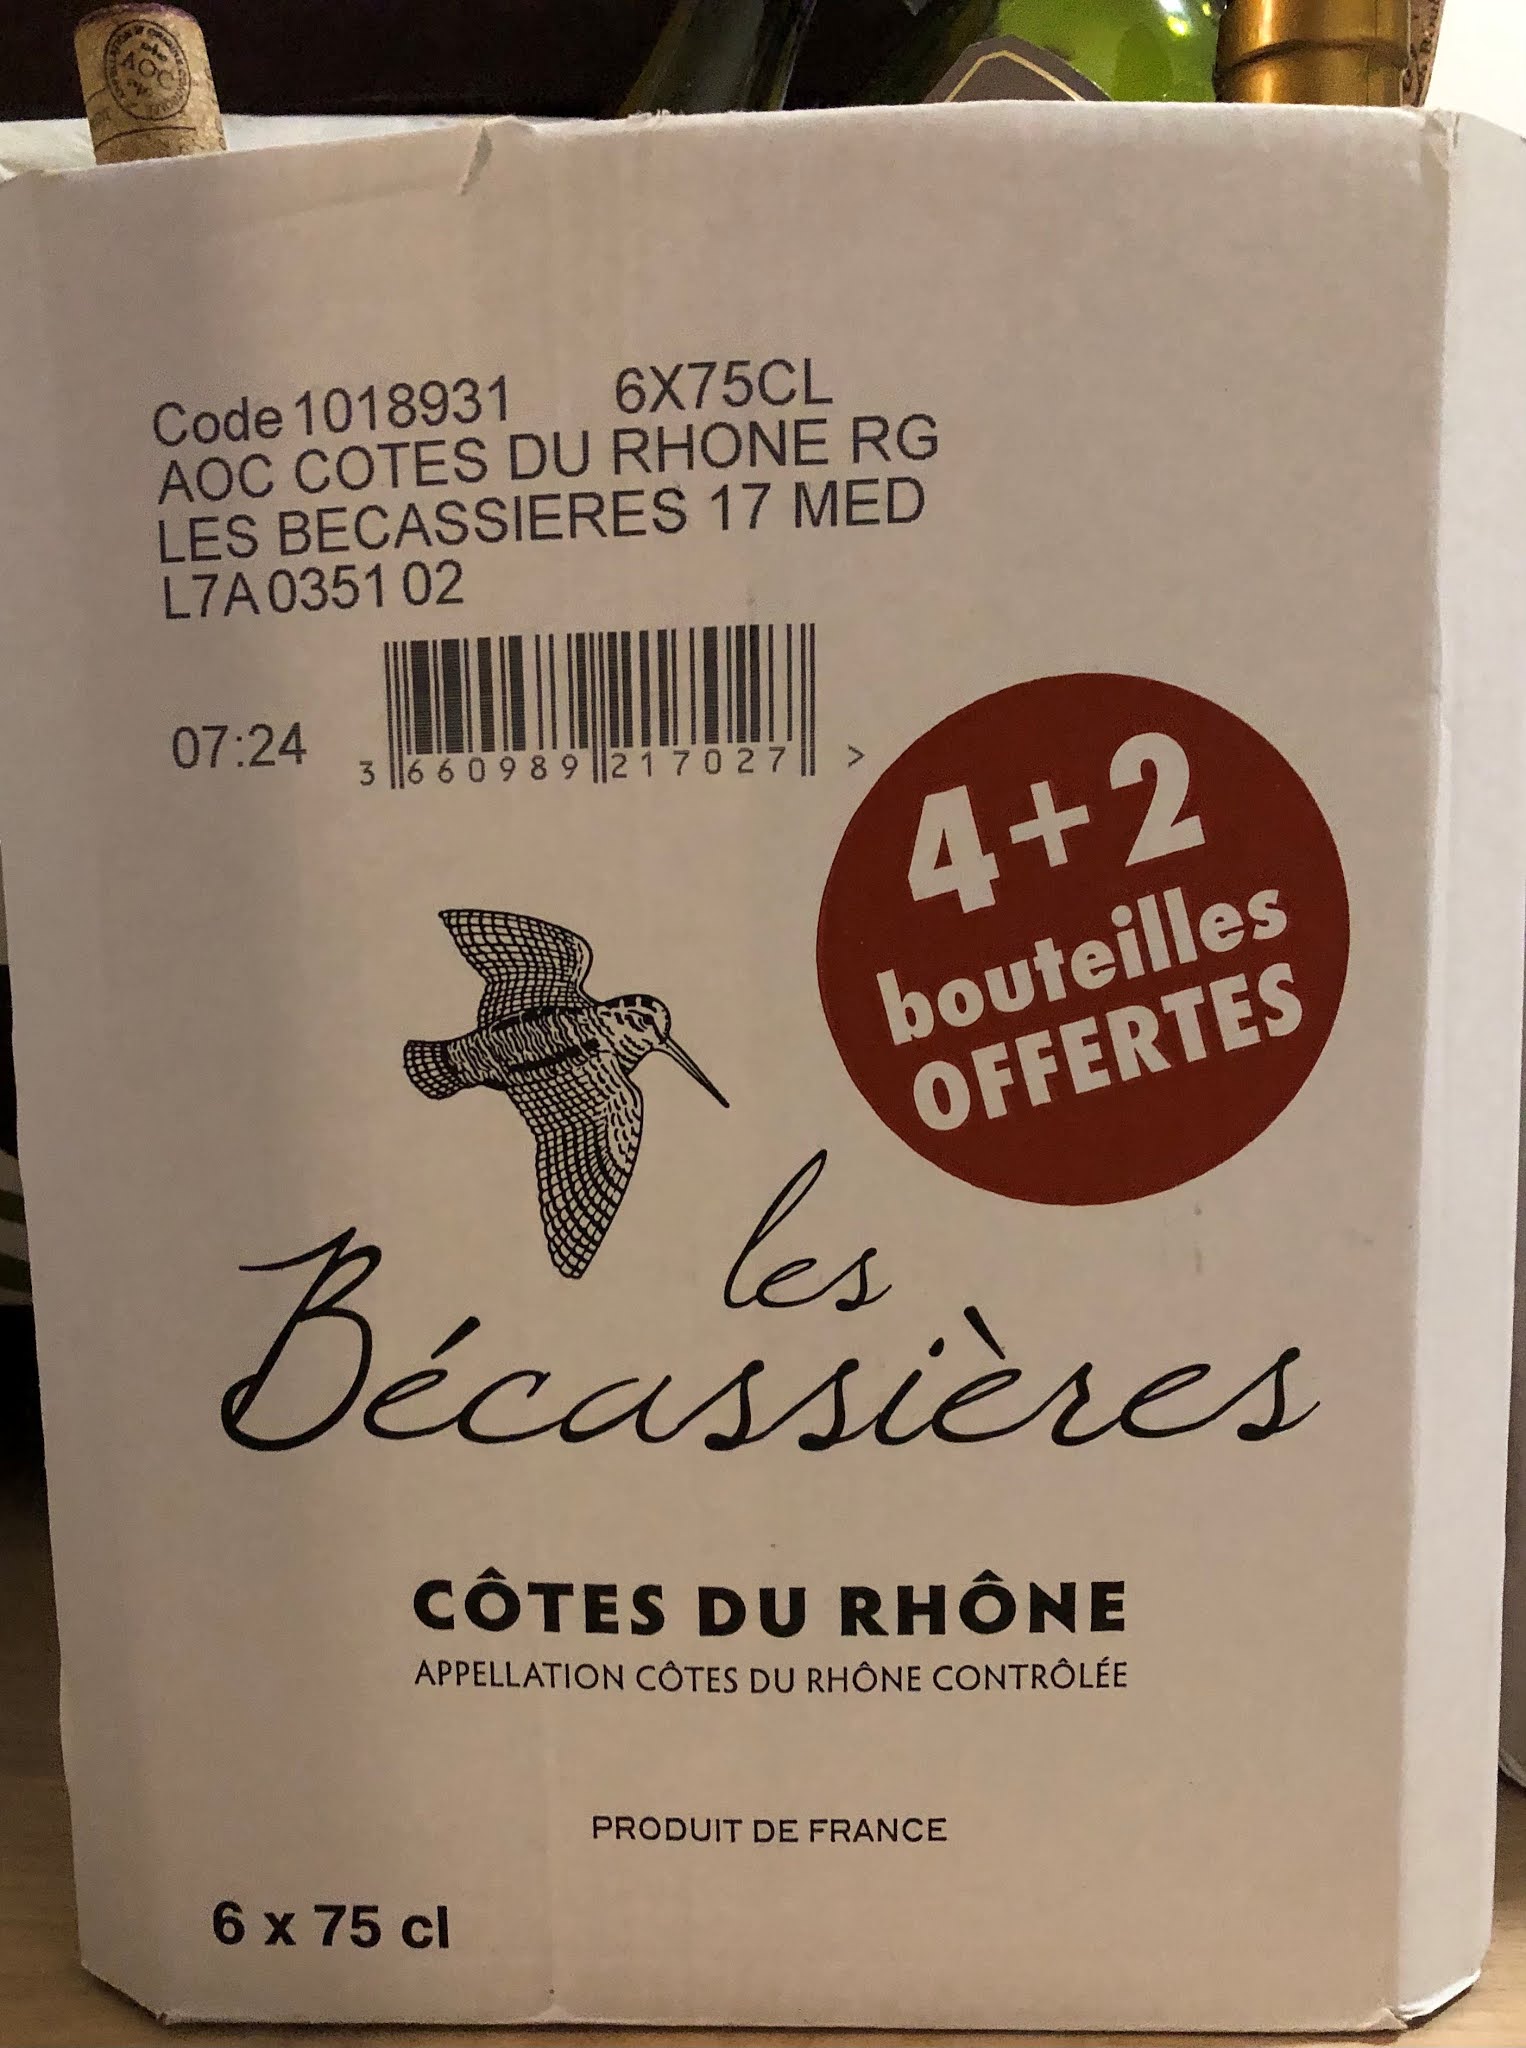 AOC
Code 1018931 6X75CL
AOC COTES DU RHONE RG
LES BECASSIERES 17 MED
L7A0351 02
07:24
3 660989 217027 >
4+2
bouteilles
OFFERTES
les
Bécassières
CÔTES DU RHÔNE
APPELLATION CÔTES DU RHÔNE CONTRÔLÉE
PRODUIT DE FRANCE
6 x 75 cl